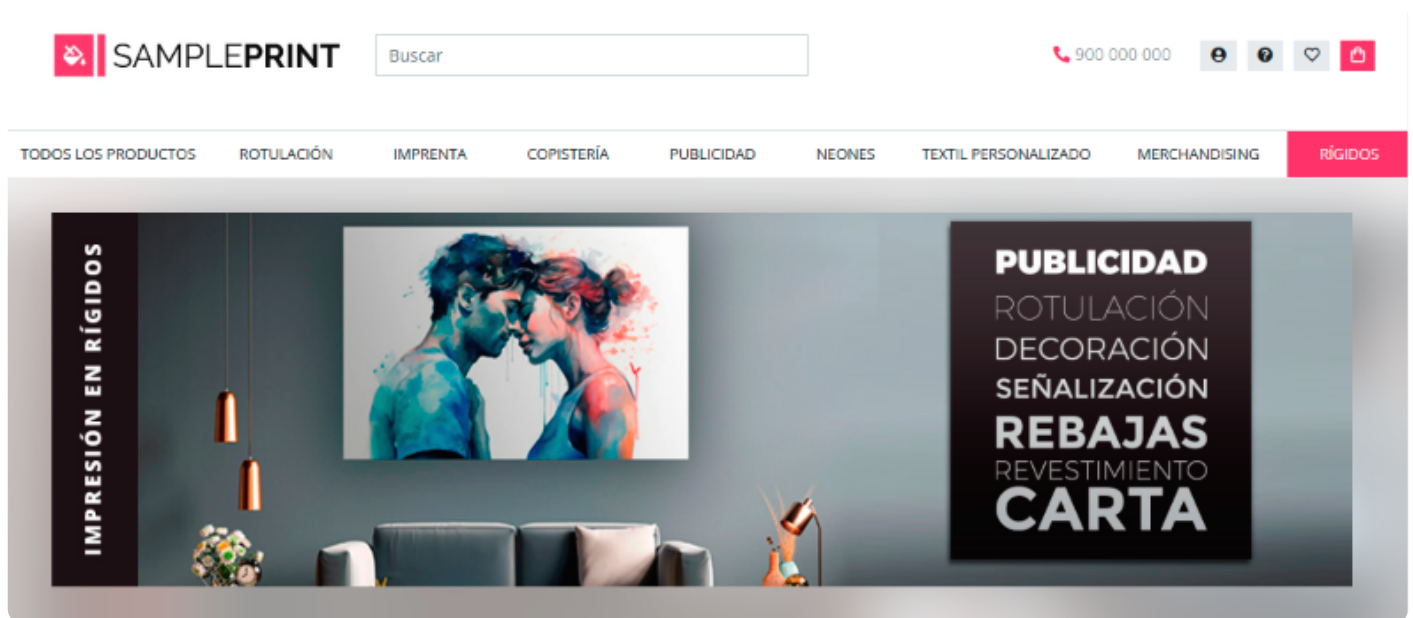 SAMPLEPRINT
Buscar
900 000 000
TODOS LOS PRODUCTOS
ROTULACIÓN
IMPRENTA
COPISTERÍA
PUBLICIDAD
NEONES
TEXTIL PERSONALIZADO
MERCHANDISING
RÍGIDOS
IMPRESIÓN EN RÍGIDOS
PUBLICIDAD
ROTULACIÓN
DECORACIÓN
SEÑALIZACIÓN
REBAJAS
REVESTIMIENTO
CARTA